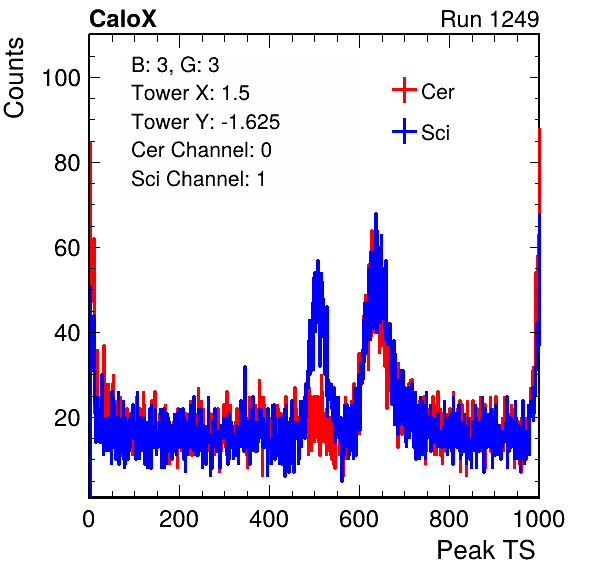 CaloX Run 1249
Counts
B: 3, G: 3
Tower X: 1.5
Tower Y: -1.625
Cer Channel: 0
Sci Channel: 1
Cer
Sci
100
80
60
40
20
0 200 400 600 800 1000
Peak TS